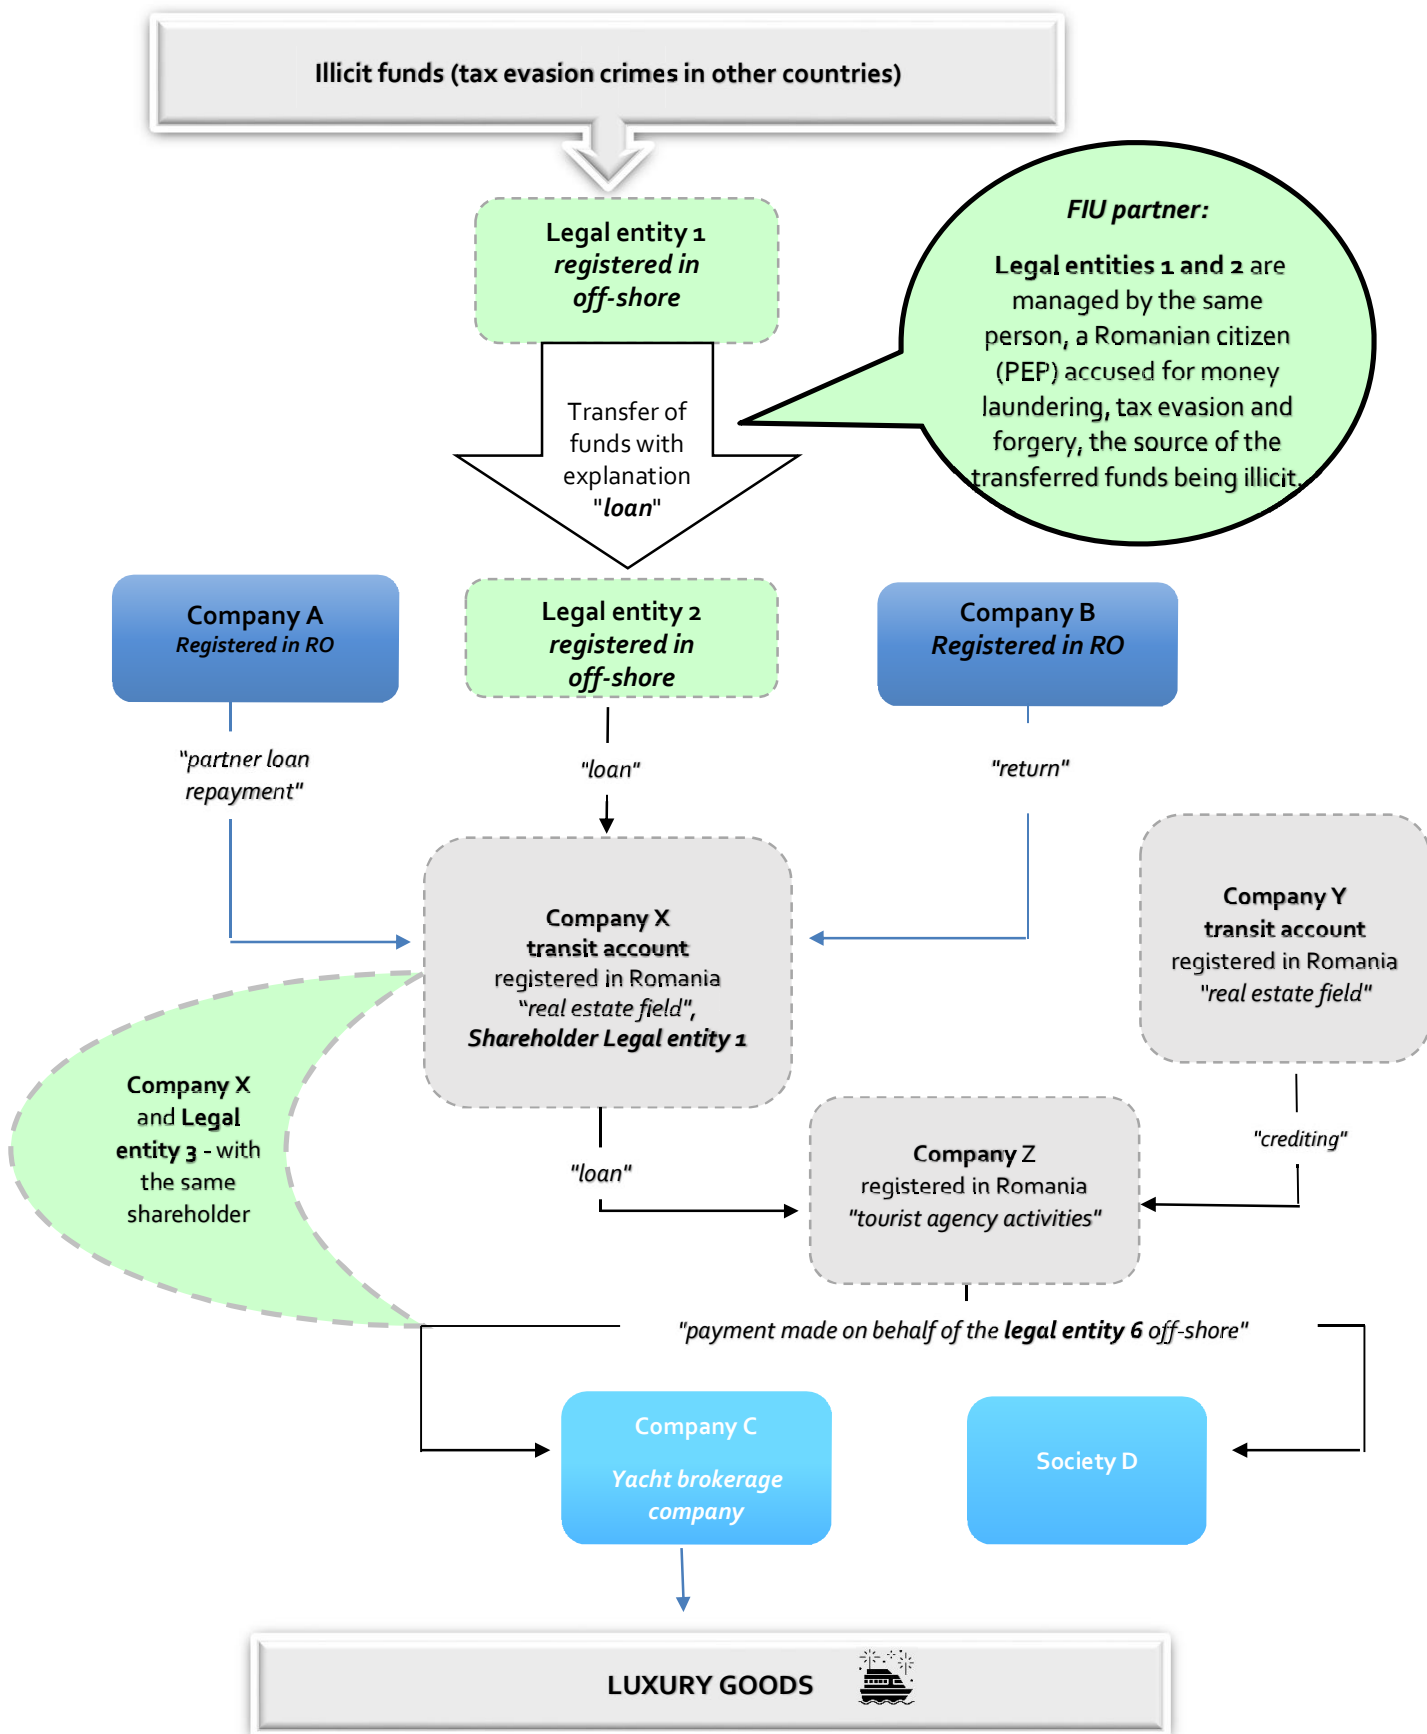 Illicit funds (tax evasion crimes in other countries)
Legal entity 1
registered in
off-shore
FIU partner:
Legal entities 1 and 2 are
managed by the same
person, a Romanian citizen
(PEP) accused for money
laundering, tax evasion and
forgery, the source of the
transferred funds being illicit.
Transfer of
funds with
explanation
"loan"
Company A
Registered in RO
Legal entity 2
registered in
off-shore
Company B
Registered in RO
"partner loan
repayment"
"loan"
"return"
Company X
transit account
registered in Romania
"real estate field",
Shareholder Legal entity 1
Company Y
transit account
registered in Romania
"real estate field"
Company X
and Legal
entity 3 - with
the same
shareholder
"loan"
Company Z
registered in Romania
"tourist agency activities"
"crediting"
"payment made on behalf of the legal entity 6 off-shore"
Company C
Yacht brokerage
company
Society D
LUXURY GOODS